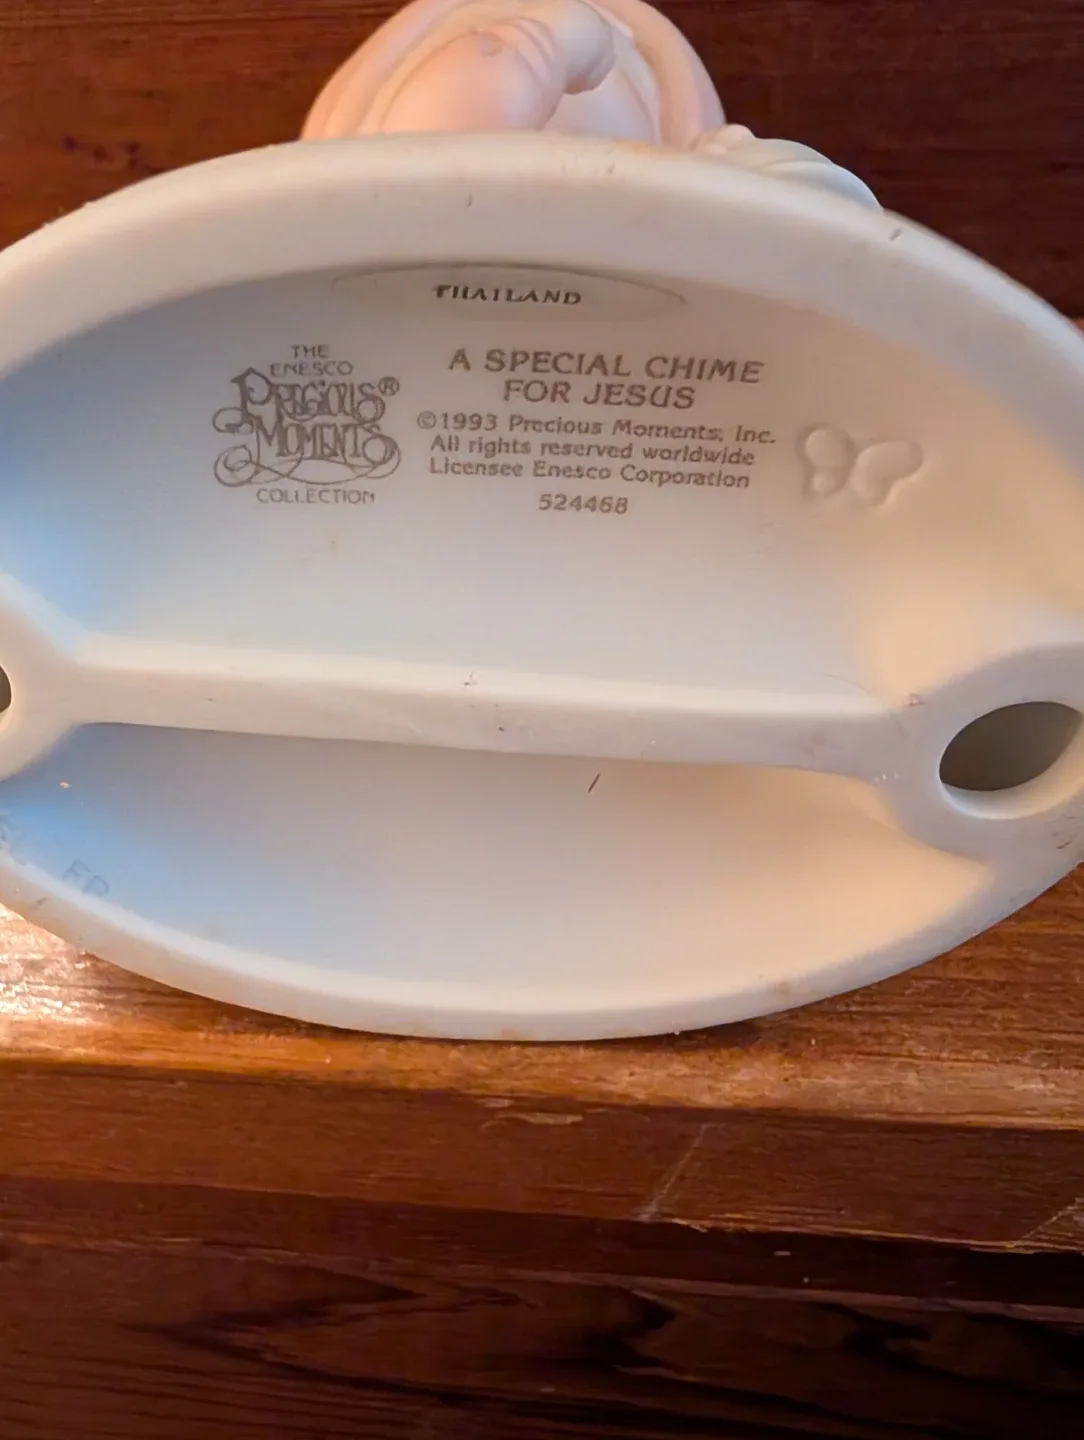 THAILAND
THE
ENESCO
PRECIOUS®
MOMENTS
COLLECTION
A SPECIAL CHIME
FOR JESUS
©1993 Precious Moments, Inc.
All rights reserved worldwide
Licensee Enesco Corporation
524468